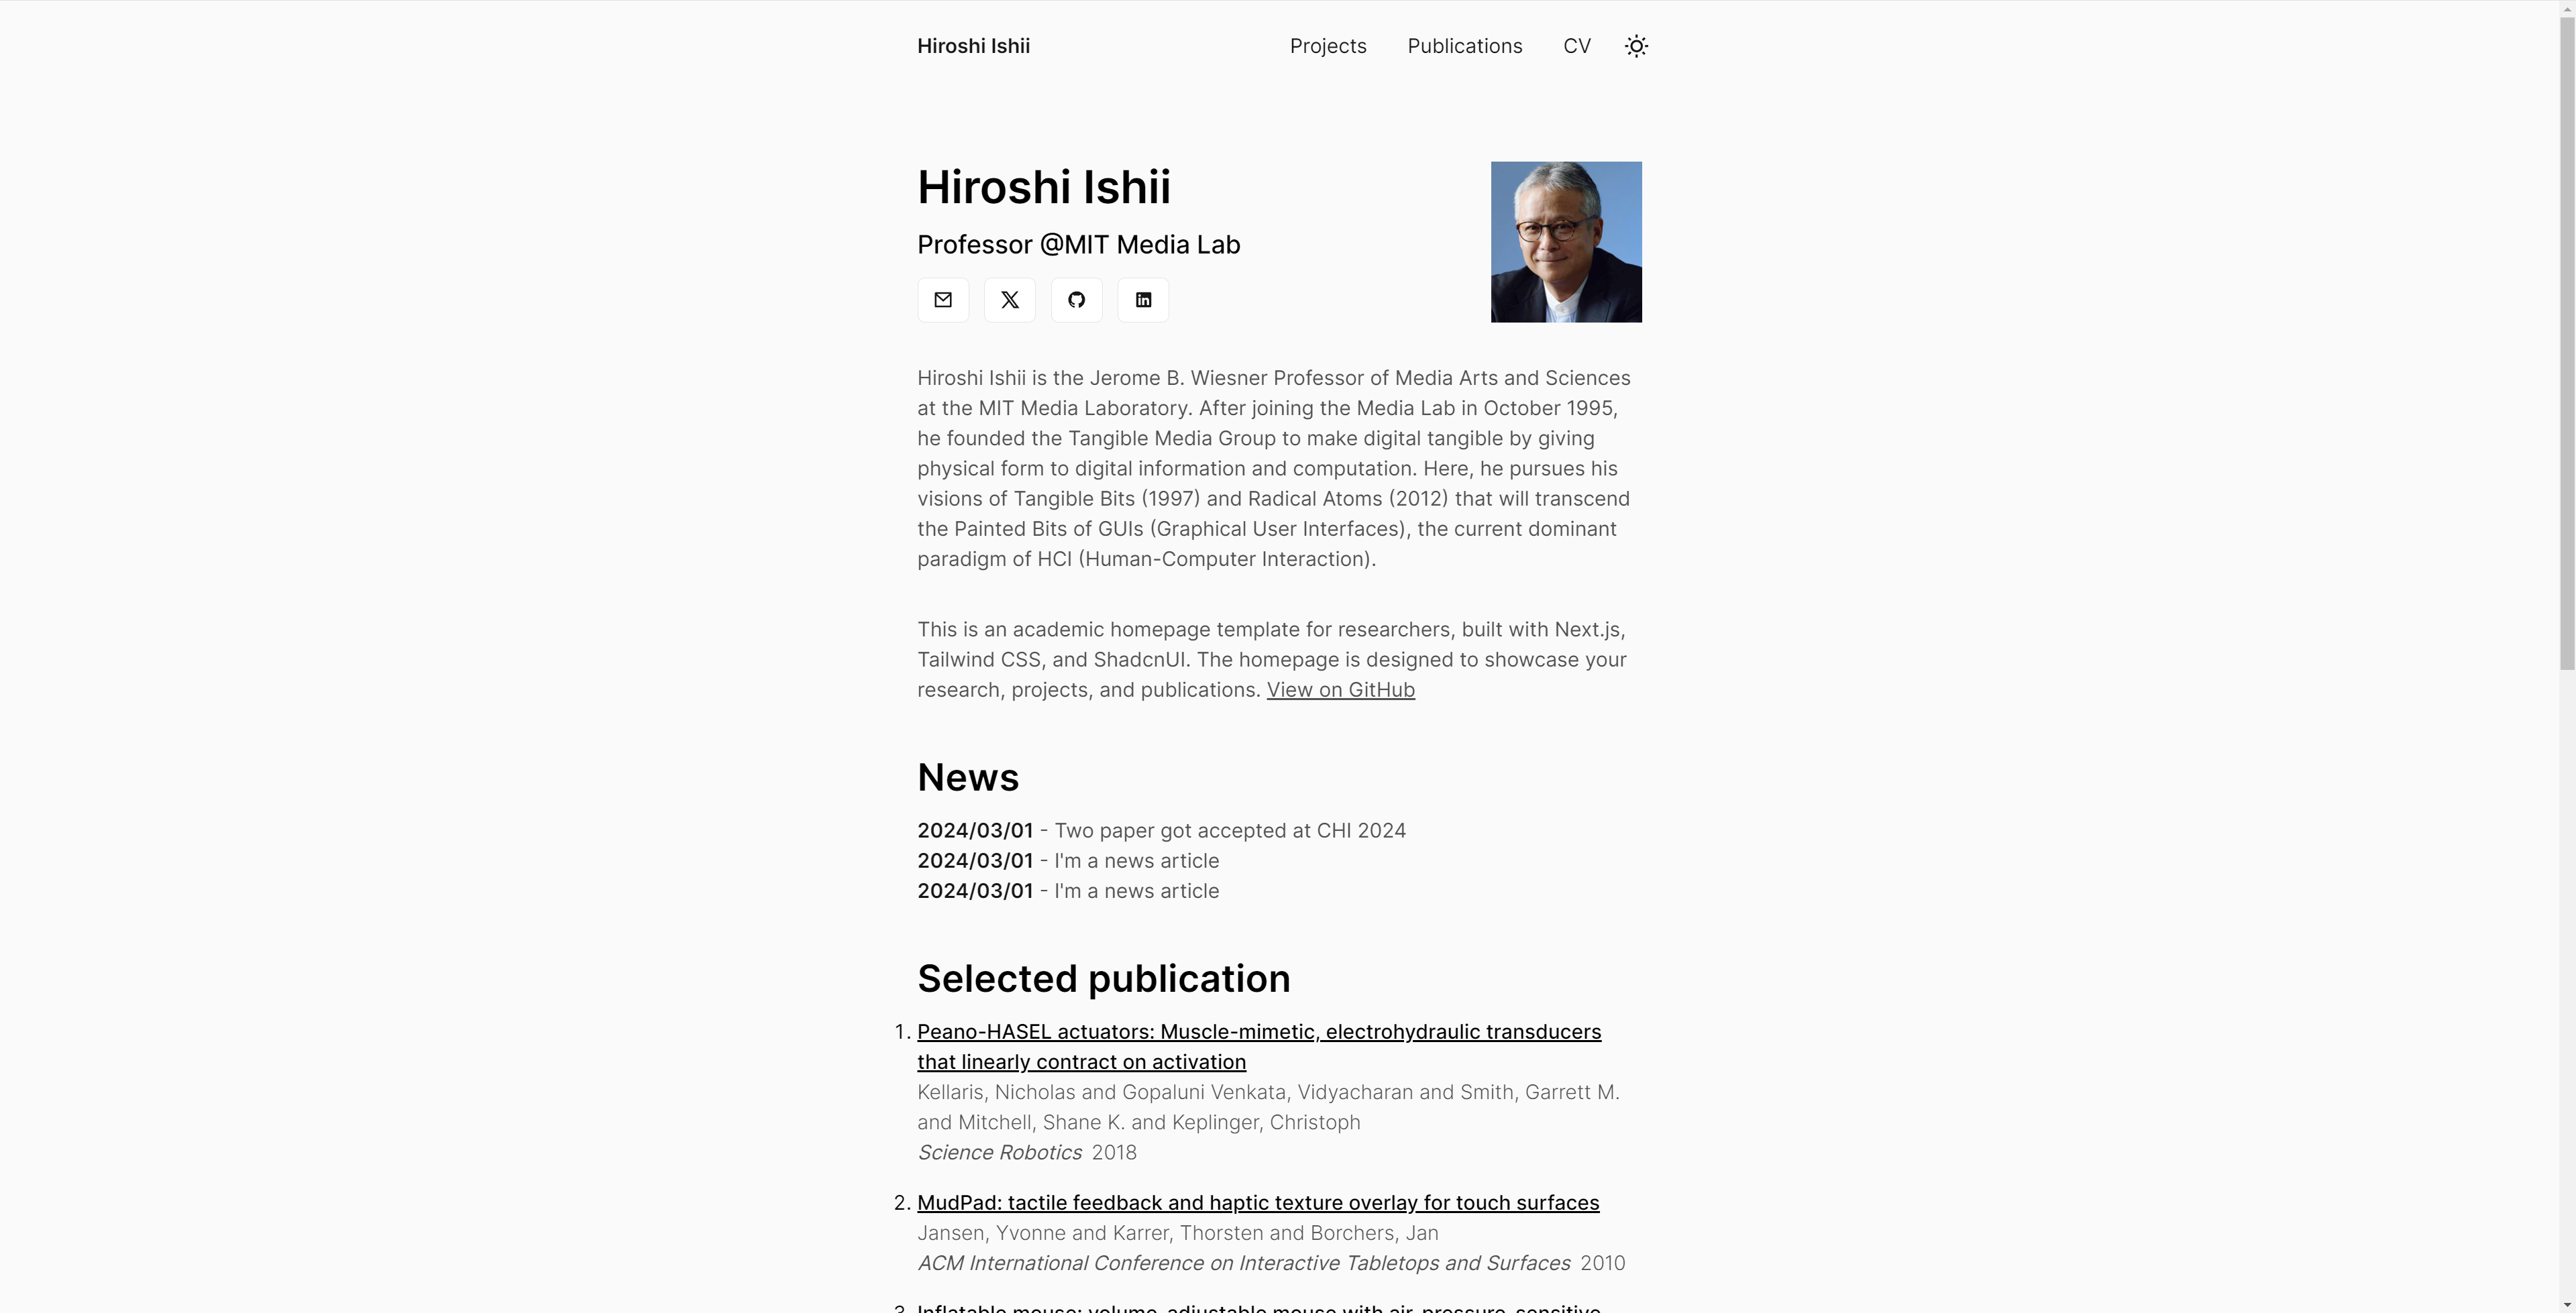 Hiroshi Ishii
Projects
Publications
CV
Hiroshi Ishii
Professor @MIT Media Lab
Hiroshi Ishii is the Jerome B. Wiesner Professor of Media Arts and Sciences
at the MIT Media Laboratory. After joining the Media Lab in October 1995,
he founded the Tangible Media Group to make digital tangible by giving
physical form to digital information and computation. Here, he pursues his
visions of Tangible Bits (1997) and Radical Atoms (2012) that will transcend
the Painted Bits of GUIs (Graphical User Interfaces), the current dominant
paradigm of HCI (Human-Computer Interaction).
This is an academic homepage template for researchers, built with Next.js,
Tailwind CSS, and ShadcnUI. The homepage is designed to showcase your
research, projects, and publications. View on GitHub
News
2024/03/01 - Two paper got accepted at CHI 2024
2024/03/01 - I'm a news article
2024/03/01 - I'm a news article
Selected publication
1. Peano-HASEL actuators: Muscle-mimetic, electrohydraulic transducers
that linearly contract on activation
Kellaris, Nicholas and Gopaluni Venkata, Vidyacharan and Smith, Garrett M.
and Mitchell, Shane K. and Keplinger, Christoph
Science Robotics 2018
2. MudPad: tactile feedback and haptic texture overlay for touch surfaces
Jansen, Yvonne and Karrer, Thorsten and Borchers, Jan
ACM International Conference on Interactive Tabletops and Surfaces 2010
3. Inflatable mouse: volume-adjustable mouse with air-pressure-sensitive